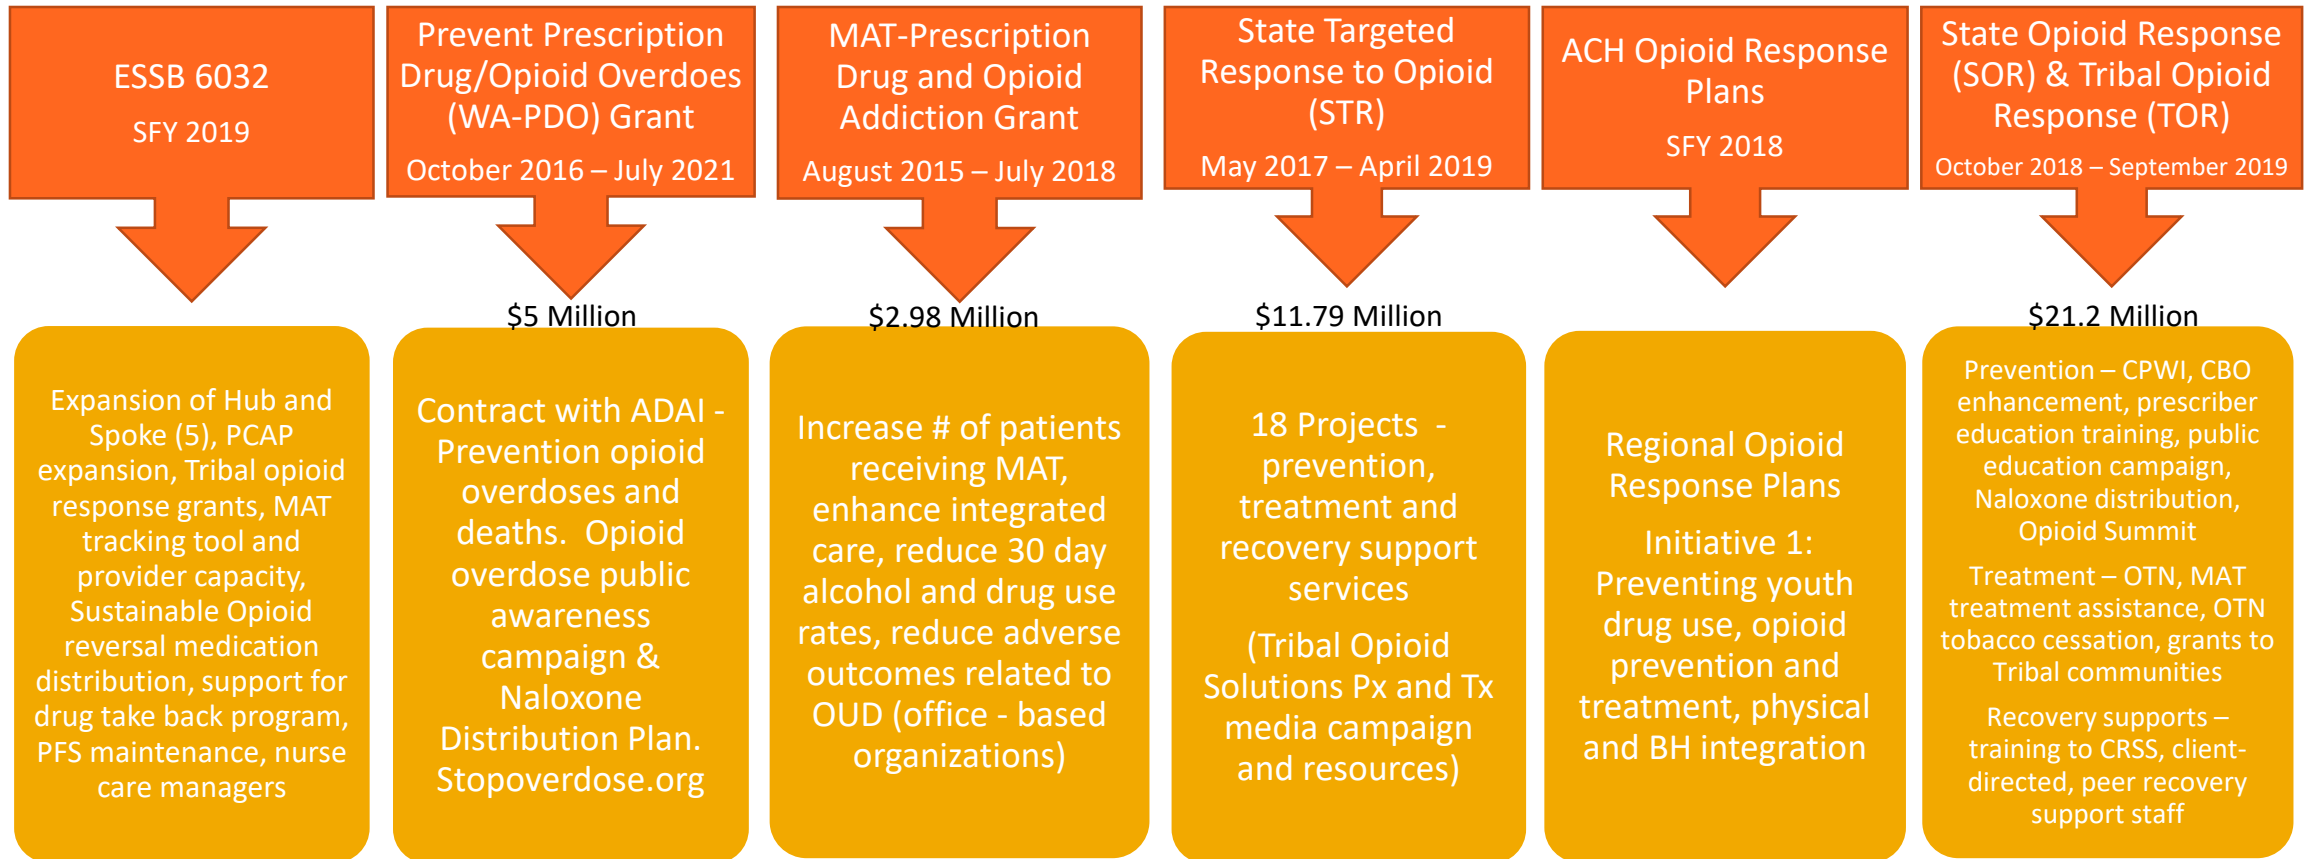 ESSB 6032
SFY 2019
Expansion of Hub and
Spoke (5), PCAP
expansion, Tribal opioid
response grants, MAT
tracking tool and
provider capacity,
Sustainable Opioid
reversal medication
distribution, support for
drug take back program,
PFS maintenance, nurse
care managers
Prevent Prescription
Drug/Opioid Overdoes
(WA-PDO) Grant
October 2016 – July 2021
$5 Million
Contract with ADAI -
Prevention opioid
overdoses and
deaths.  Opioid
overdose public
awareness
campaign &
Naloxone
Distribution Plan.
Stopoverdose.org
MAT-Prescription
Drug and Opioid
Addiction Grant
August 2015 – July 2018
$2.98 Million
Increase # of patients
receiving MAT,
enhance integrated
care, reduce 30 day
alcohol and drug use
rates, reduce adverse
outcomes related to
OUD (office - based
organizations)
State Targeted
Response to Opioid
(STR)
May 2017 – April 2019
$11.79 Million
18 Projects  -
prevention,
treatment and
recovery support
services
(Tribal Opioid
Solutions Px and Tx
media campaign
and resources)
ACH Opioid Response
Plans
SFY 2018
Regional Opioid
Response Plans
Initiative 1:
Preventing youth
drug use, opioid
prevention and
treatment, physical
and BH integration
State Opioid Response
(SOR) & Tribal Opioid
Response (TOR)
October 2018 – September 2019
$21.2 Million
Prevention – CPWI, CBO
enhancement, prescriber
education training, public
education campaign,
Naloxone distribution,
Opioid Summit
Treatment – OTN, MAT
treatment assistance, OTN
tobacco cessation, grants to
Tribal communities
Recovery supports –
training to CRSS, client-
directed, peer recovery
support staff